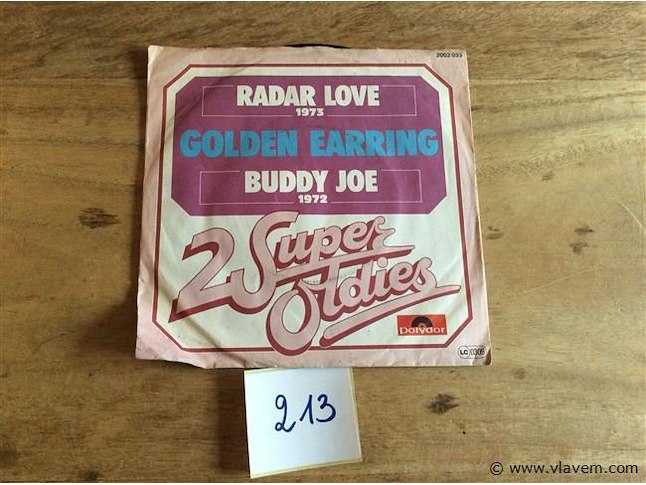 2002 033
RADAR LOVE
1973
GOLDEN EARRING
BUDDY JOE
1972
2 Super
Oldies
Polydor
LC 0309
213
© www.vlavem.com